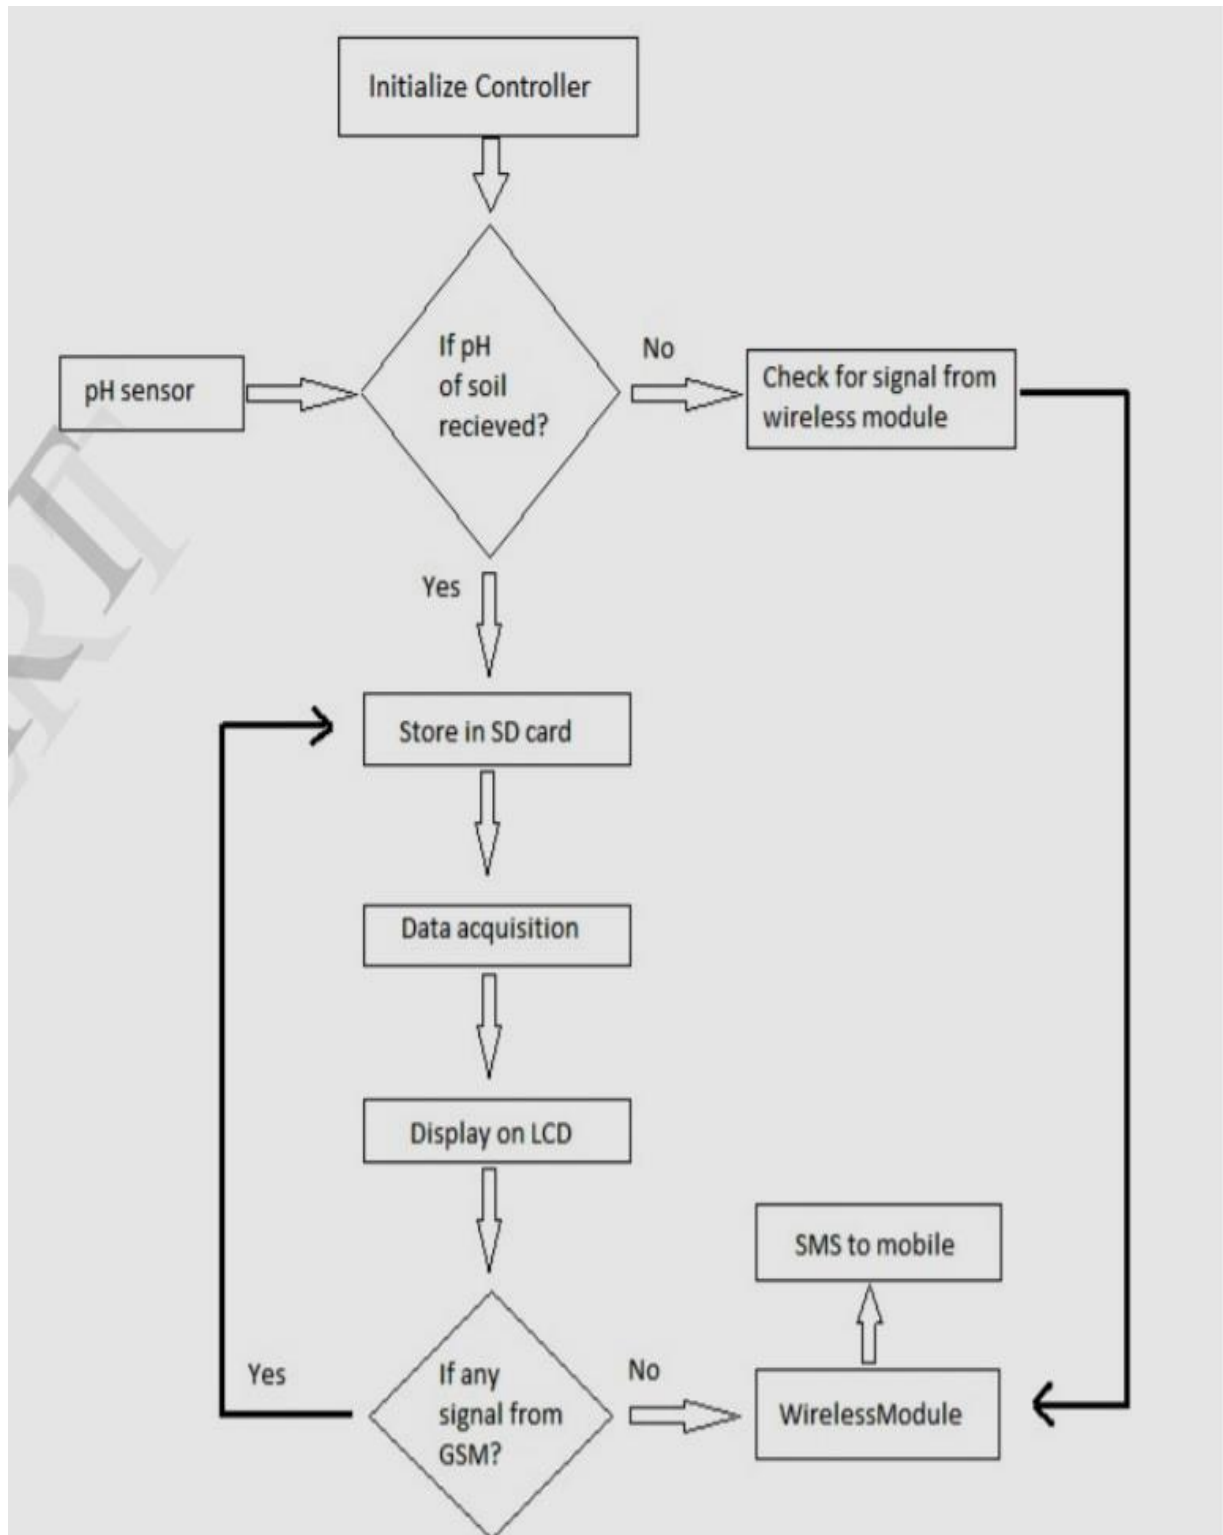 Initialize Controller
If pH
of soil
recieved?
No
pH sensor
Check for signal from
wireless module
Yes
Store in SD card
Data acquisition
Display on LCD
SMS to mobile
Yes
If any
signal from
GSM?
No
WirelessModule